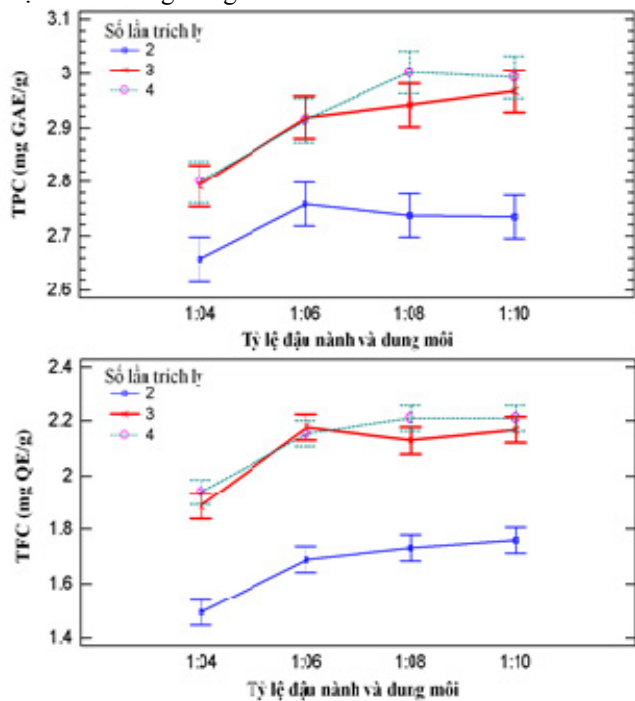 Số lần trích ly
2
3
4
TPC (mg GAE/g)
3.1
3
2.9
2.8
2.7
2.6
1:04 1:06 1:08 1:10
Tỷ lệ đậu nành và dung môi
Số lần trích ly
2
3
4
TFC (mg QE/g)
2.4
2.2
2
1.8
1.6
1.4
1:04 1:06 1:08 1:10
Tỷ lệ đậu nành và dung môi